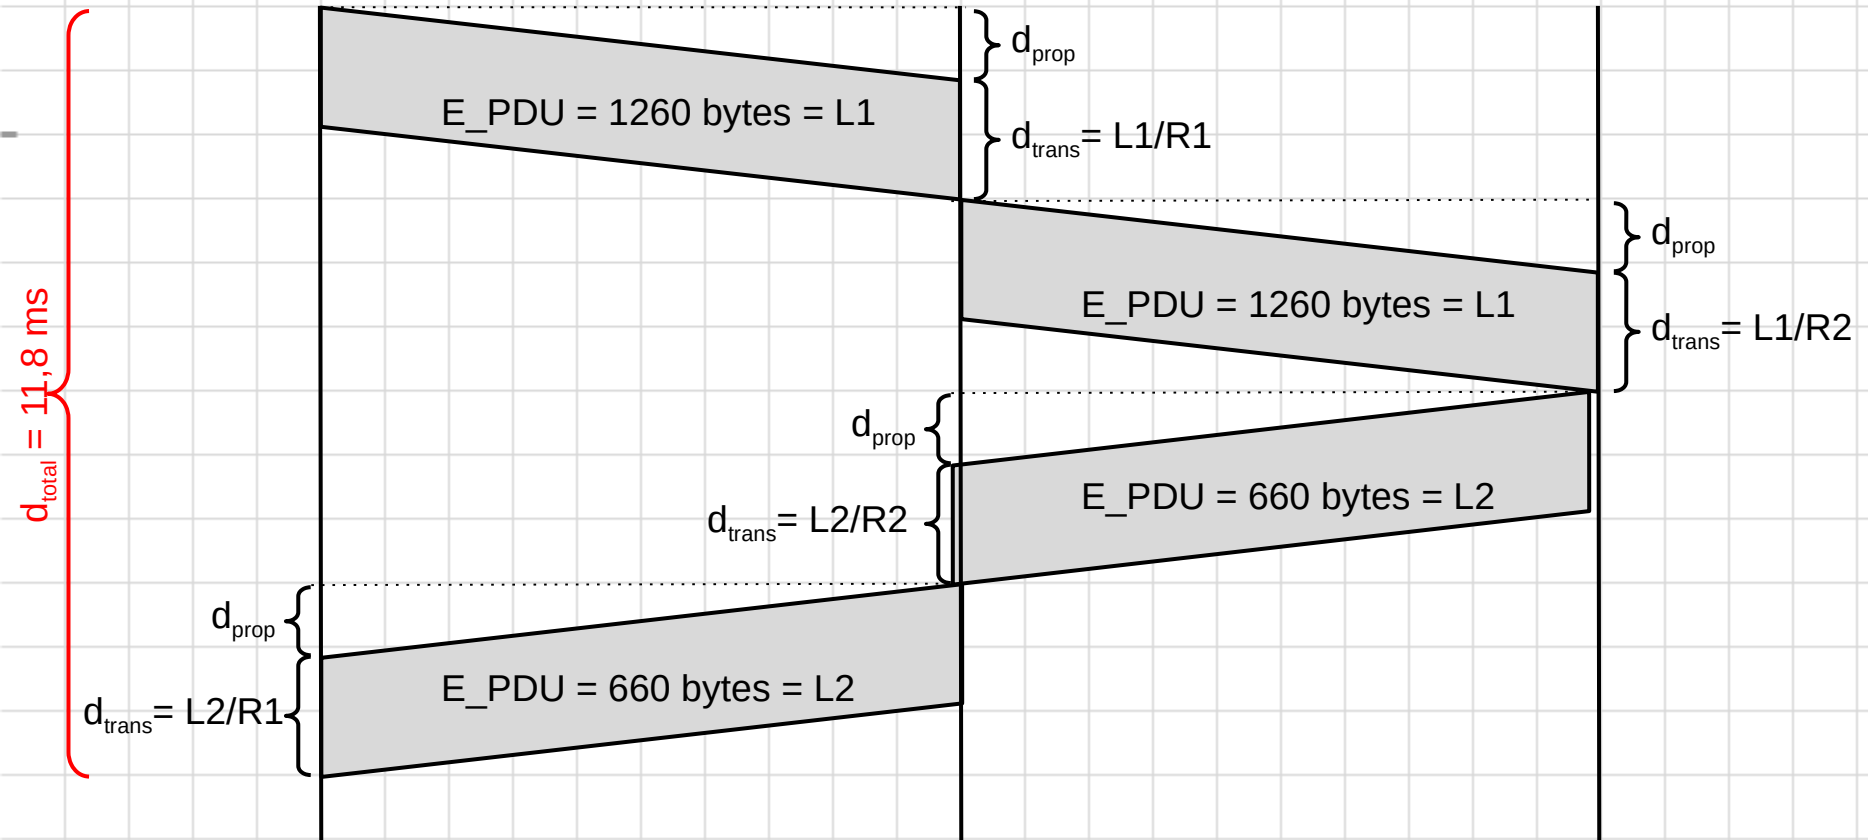 dprop
E_PDU = 1260 bytes = L1
dtrans= L1/R1
dprop
E_PDU = 1260 bytes = L1
dtrans= L1/R2
dtotal = 11,8 ms
dprop
E_PDU = 660 bytes = L2
dtrans= L2/R2
dprop
E_PDU = 660 bytes = L2
dtrans= L2/R1